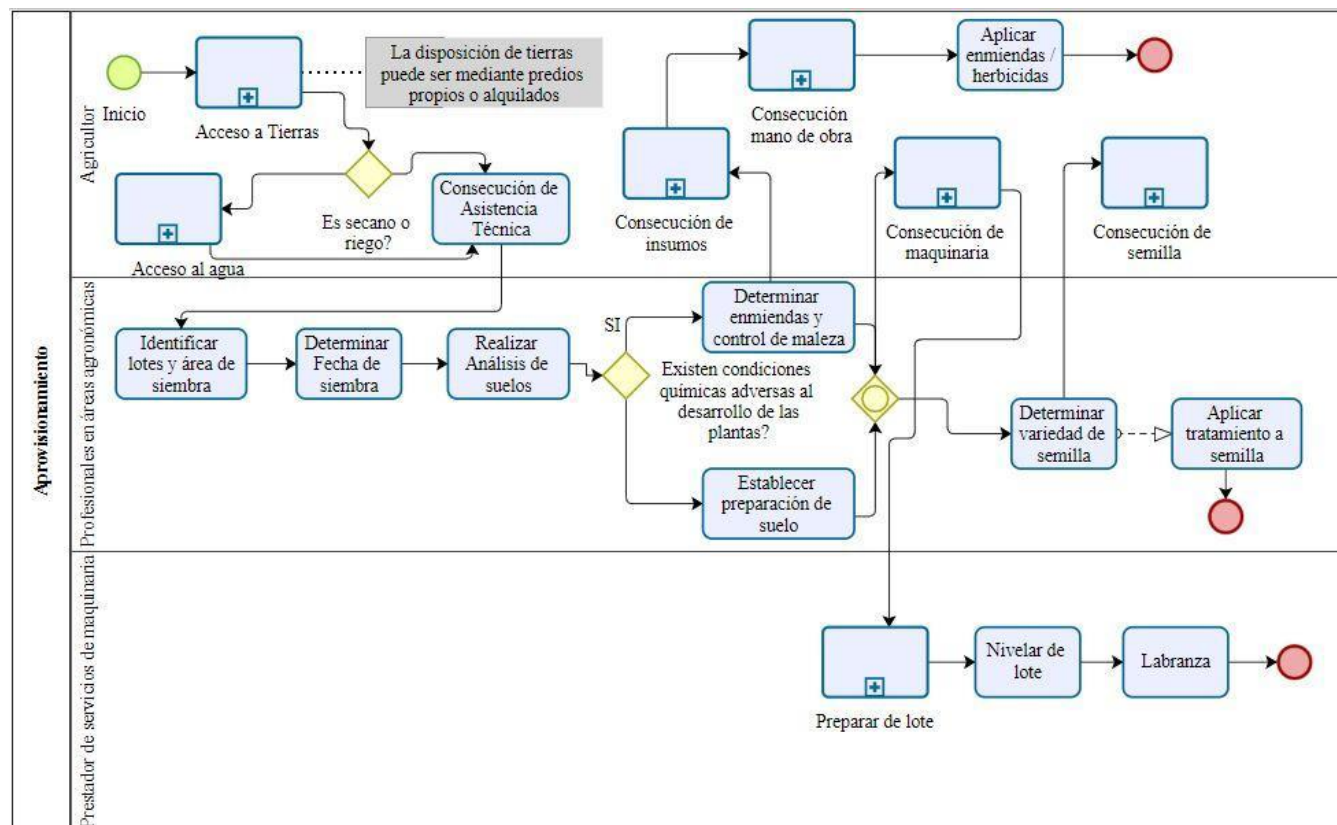 Aprovisionamiento
Agricultor
Inicio
Acceso a Tierras
La disposición de tierras
puede ser mediante predios
propios o alquilados
Es secano o
riego?
Acceso al agua
Consecución de
Asistencia
Técnica
Consecución de
insumos
Consecución
mano de obra
Aplicar
enmiendas /
herbicidas
Consecución de
maquinaria
Consecución de
semilla
Profesionales en áreas agronómicas
Identificar
lotes y área de
siembra
Determinar
Fecha de
siembra
Realizar
Análisis de
suelos
SI
Existen condiciones
químicas adversas al
desarrollo de las
plantas?
Determinar
enmiendas y
control de maleza
Establecer
preparación de
suelo
Determinar
variedad de
semilla
Aplicar
tratamiento a
semilla
Prestador de servicios de maquinaria
Preparar de lote
Nivelar de
lote
Labranza